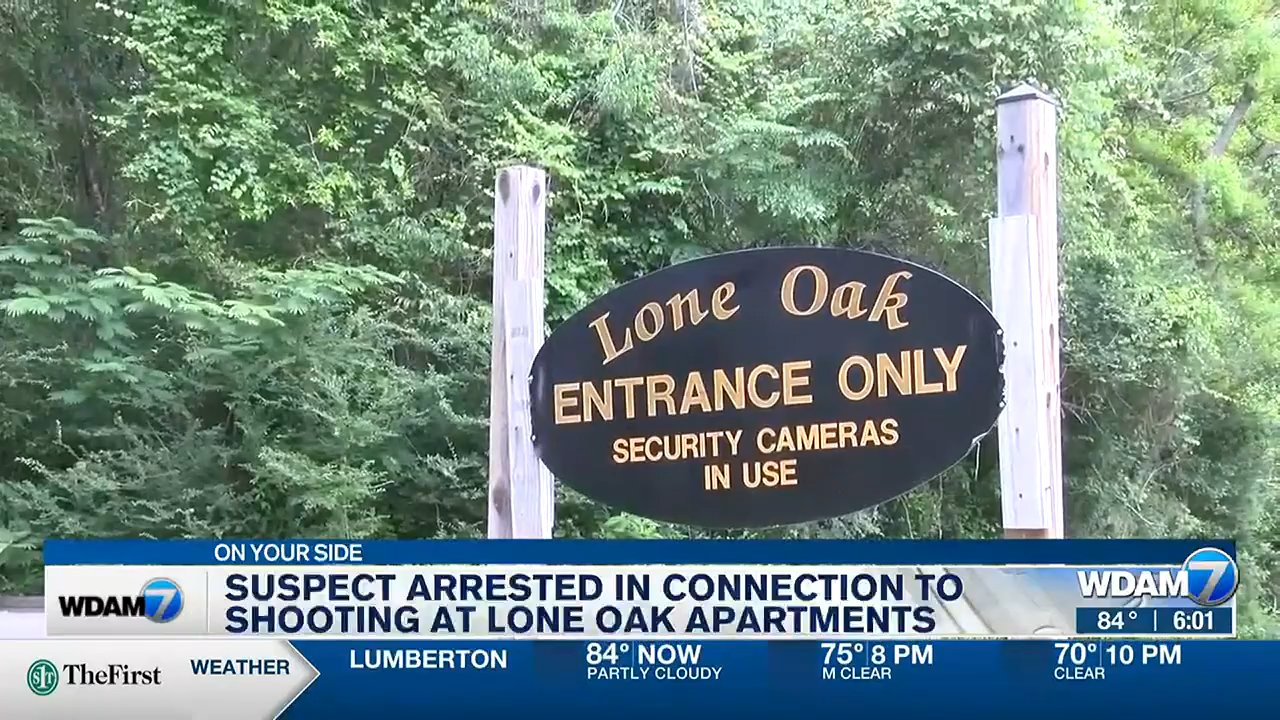 Lone Oak
ENTRANCE ONLY
SECURITY CAMERAS
IN USE
ON YOUR SIDE
WDAM7
SUSPECT ARRESTED IN CONNECTION TO
SHOOTING AT LONE OAK APARTMENTS
WDAM7
84° | 6:01
TheFirst
WEATHER
LUMBERTON
84° NOW
PARTLY CLOUDY
75° 8 PM
M CLEAR
70° 10 PM
CLEAR